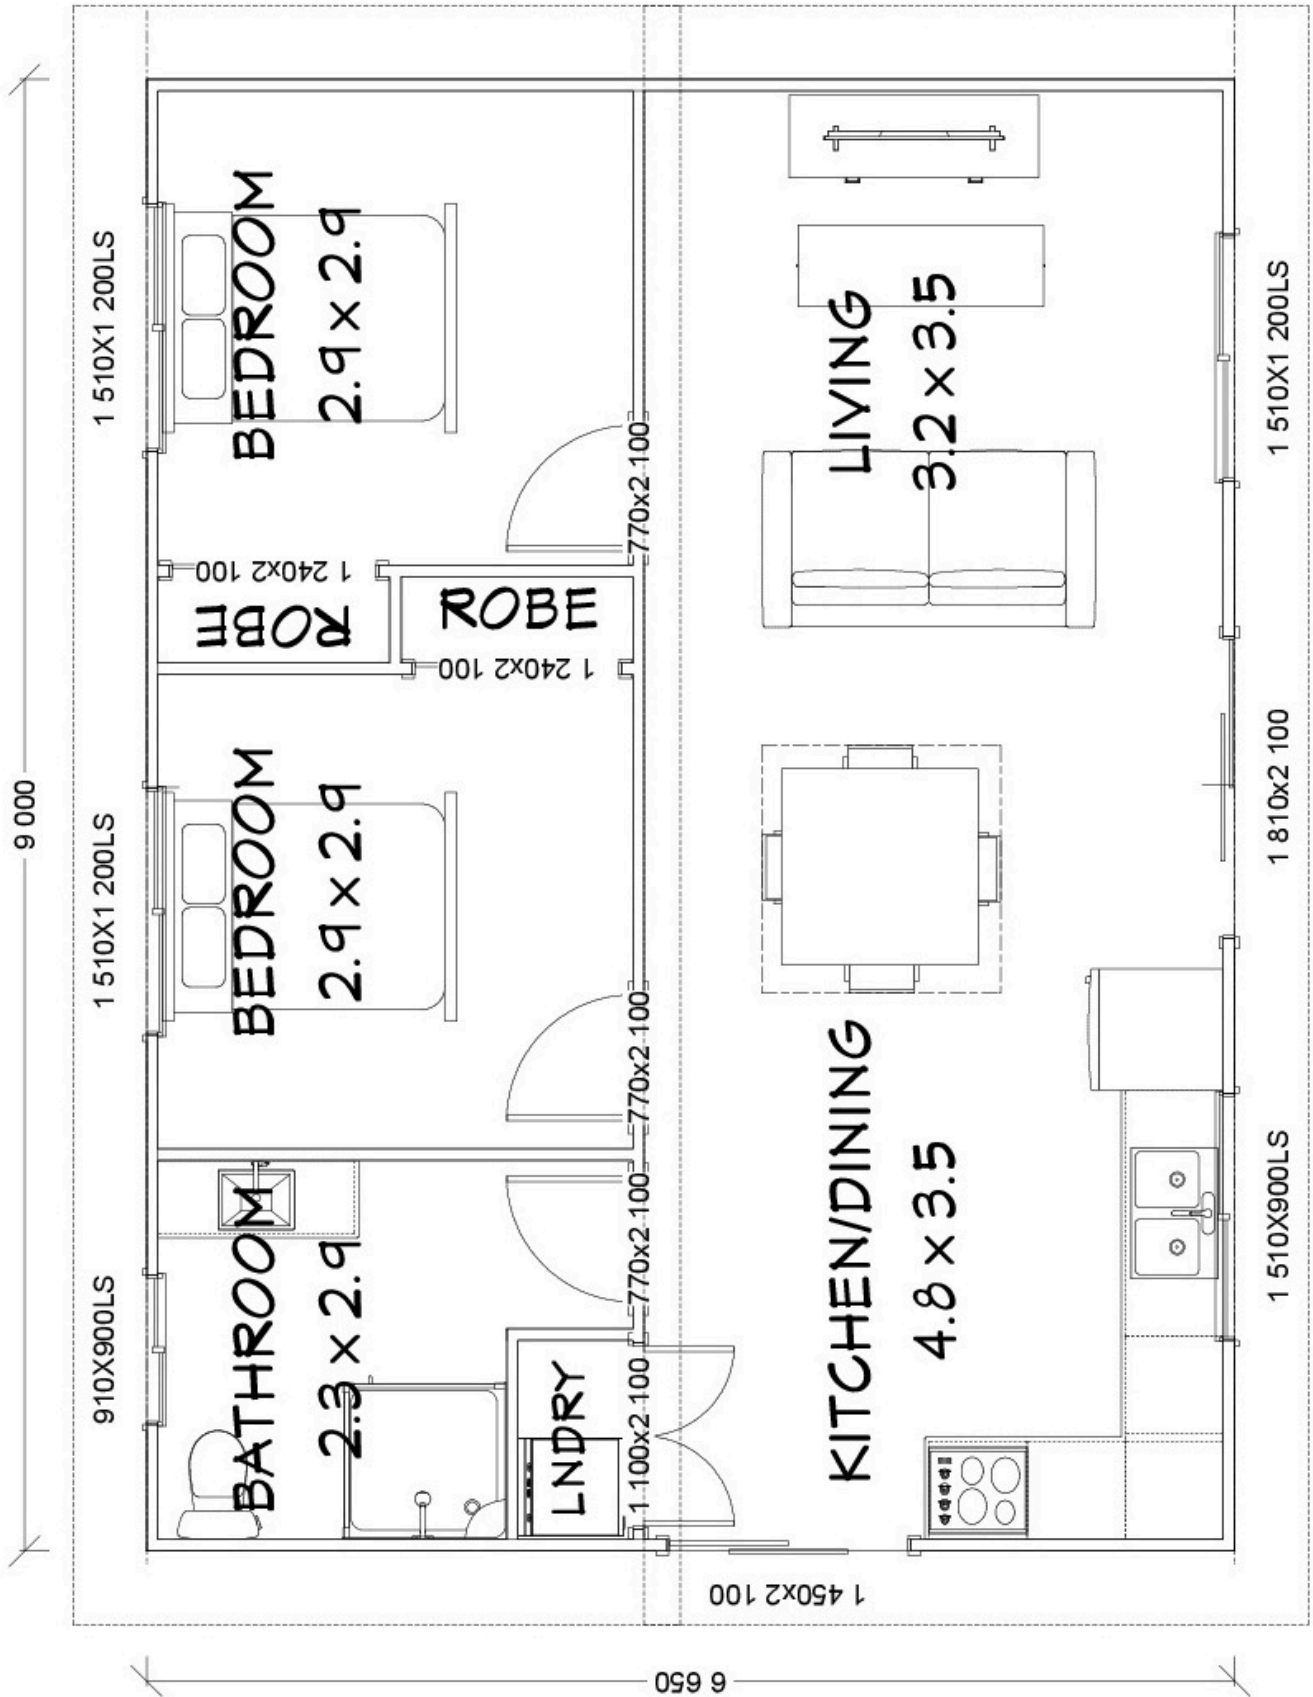 9 000
910X900LS
1 510X1 200LS
1 510X1 200LS
BATHROOM
2.3 x 2.9
BEDROOM
2.9 x 2.9
BEDROOM
2.9 x 2.9
ROBE
1 240x2 100
ROBE
1 240x2 100
LNDRY
1 100x2 100
770x2 100
770x2 100
770x2 100
KITCHEN/DINING
4.8 x 3.5
LIVING
3.2 x 3.5
1 450x2 100
1 510X900LS
1 810x2 100
1 510X1 200LS
6 650